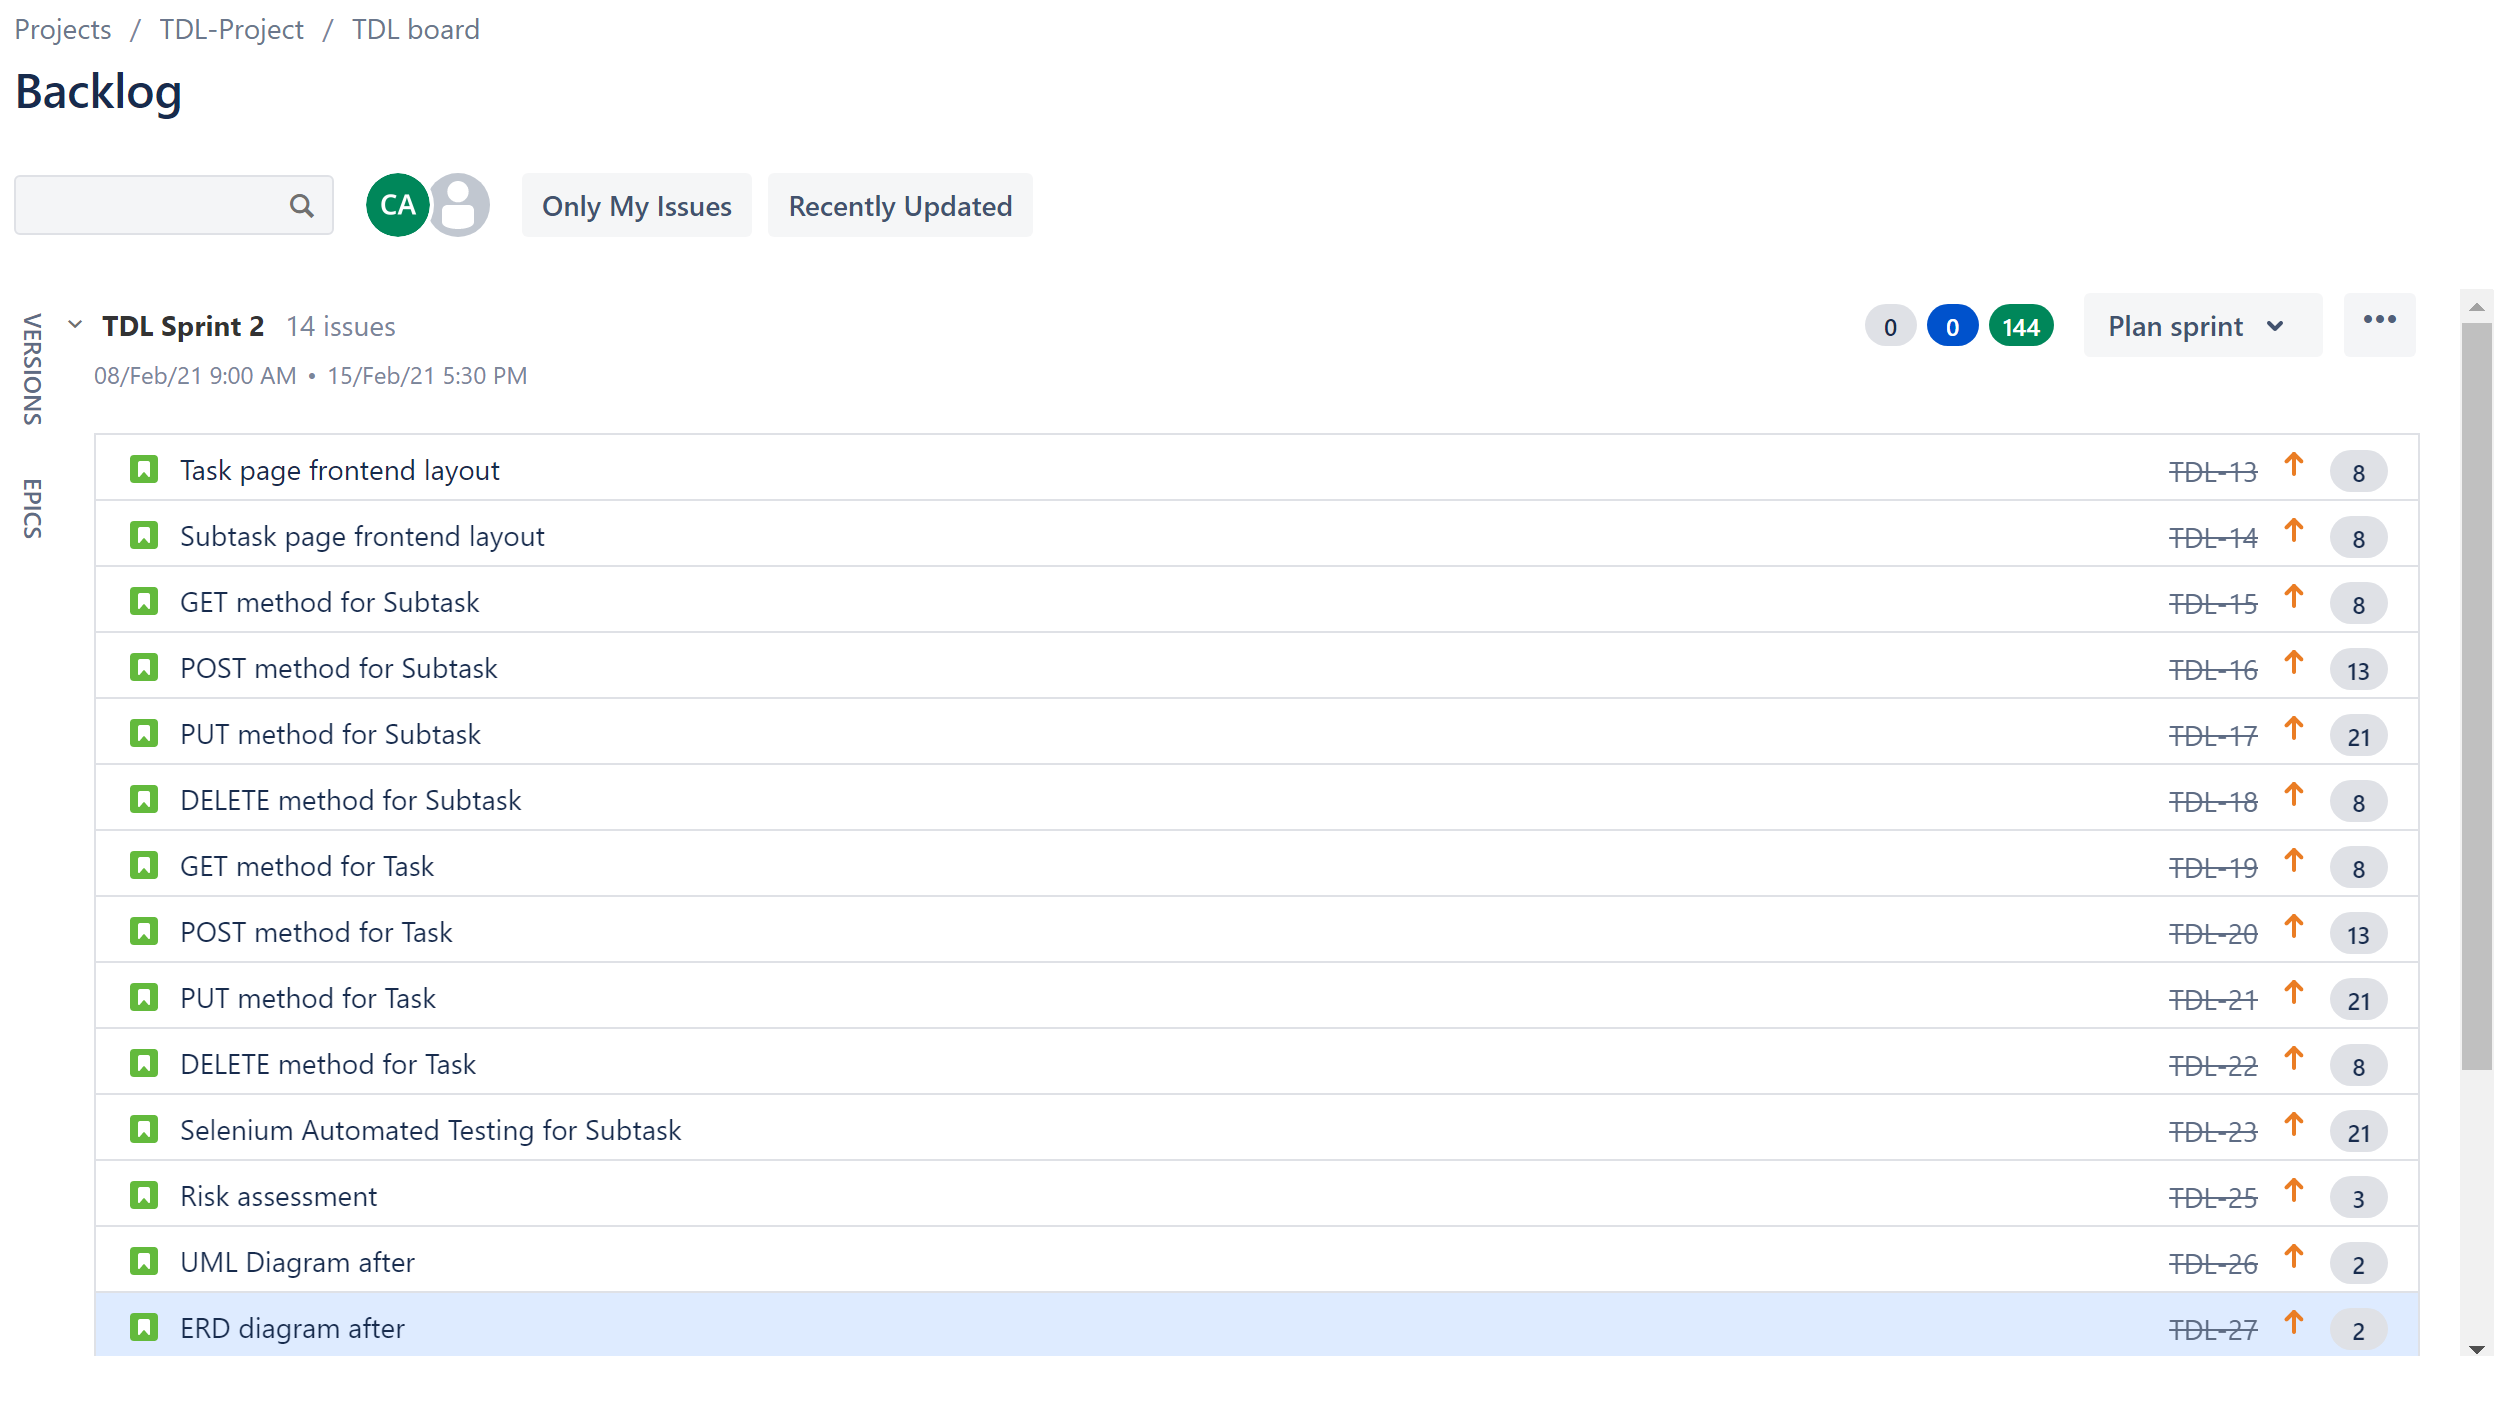 Projects / TDL-Project / TDL board
Backlog
CA
Only My Issues
Recently Updated
VERSIONS
EPICS
TDL Sprint 2 14 issues
0 0 144 Plan sprint
08/Feb/21 9:00 AM • 15/Feb/21 5:30 PM
Task page frontend layout TDL-13 8
Subtask page frontend layout TDL-14 8
GET method for Subtask TDL-15 8
POST method for Subtask TDL-16 13
PUT method for Subtask TDL-17 21
DELETE method for Subtask TDL-18 8
GET method for Task TDL-19 8
POST method for Task TDL-20 13
PUT method for Task TDL-21 21
DELETE method for Task TDL-22 8
Selenium Automated Testing for Subtask TDL-23 21
Risk assessment TDL-25 3
UML Diagram after TDL-26 2
ERD diagram after TDL-27 2